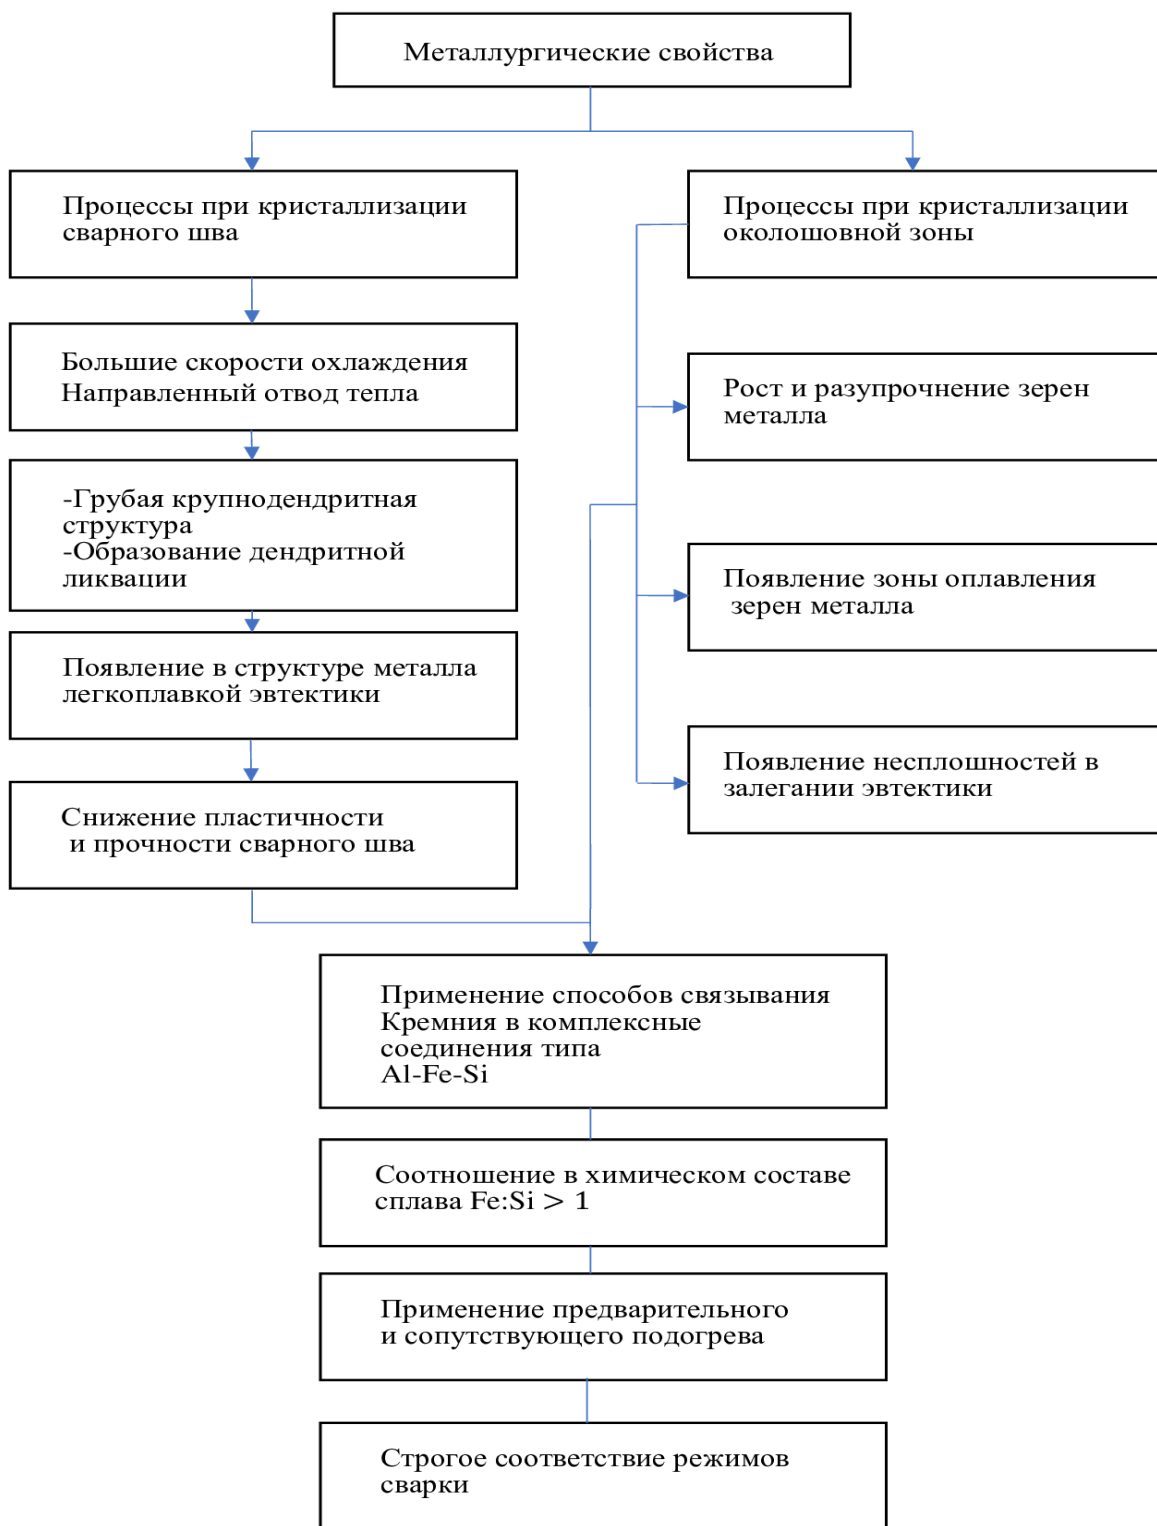 Металлургические свойства
Процессы при кристаллизации
сварного шва
Большие скорости охлаждения
Направленный отвод тепла
-Грубая крупнодендритная
структура
-Образование дендритной
ликвации
Появление в структуре металла
легкоплавкой эвтектики
Снижение пластичности
и прочности сварного шва
Процессы при кристаллизации
околошовной зоны
Рост и разупрочнение зерен
металла
Появление зоны оплавления
зерен металла
Появление несплошностей в
залегании эвтектики
Применение способов связывания
Кремния в комплексные
соединения типа
Al-Fe-Si
Соотношение в химическом составе
сплава Fe:Si > 1
Применение предварительного
и сопутствующего подогрева
Строгое соответствие режимов
сварки